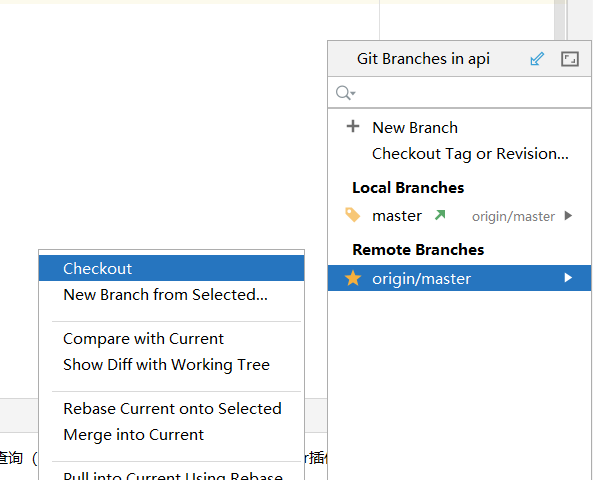 Git Branches in api
New Branch
Checkout Tag or Revision...
Local Branches
master origin/master
Remote Branches
origin/master
Checkout
New Branch from Selected...
Compare with Current
Show Diff with Working Tree
Rebase Current onto Selected
Merge into Current
查询（ r插件
Pull into Current Using Rebase